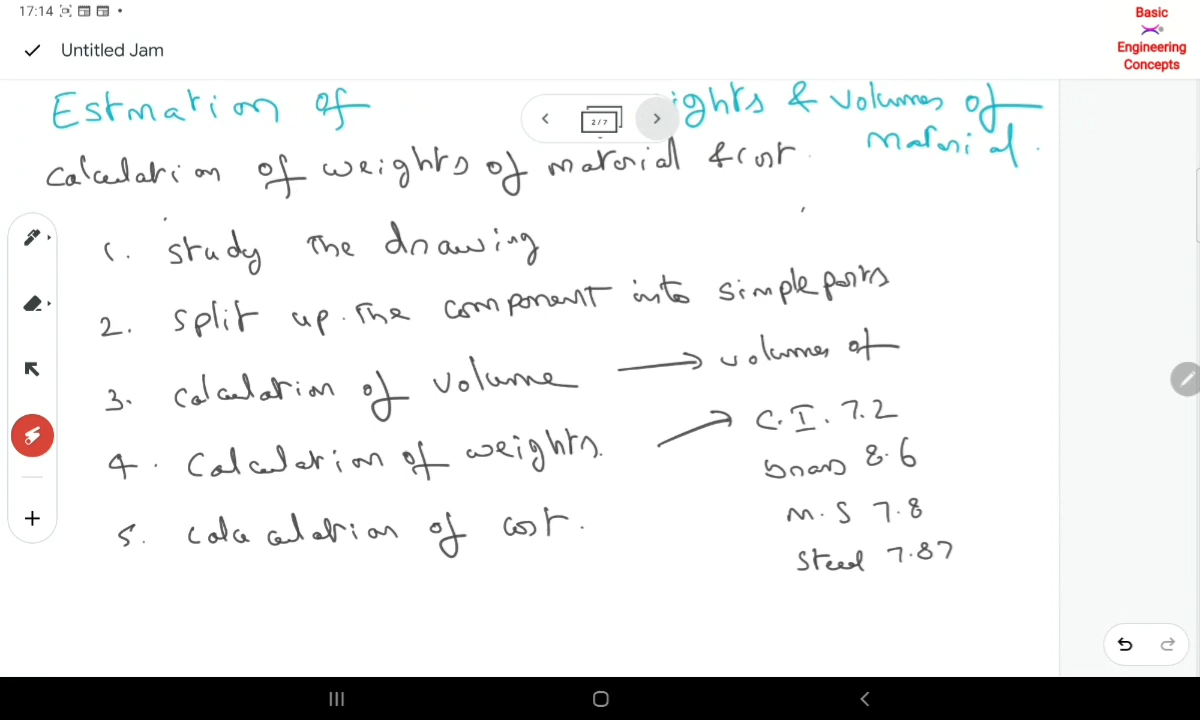 17:14
Basic
Engineering
Concepts
Untitled Jam
Estmation of ights & volumes of
material.
2/7
calculation of weights of material & cost.
1. study the drawing
2. split up the component into simple parts
3. calculation of volume → volumes of
4. calculation of weights. → C.I. 7.2
brass 8.6
M.S 7.8
Steel 7.87
5. calculation of cost.